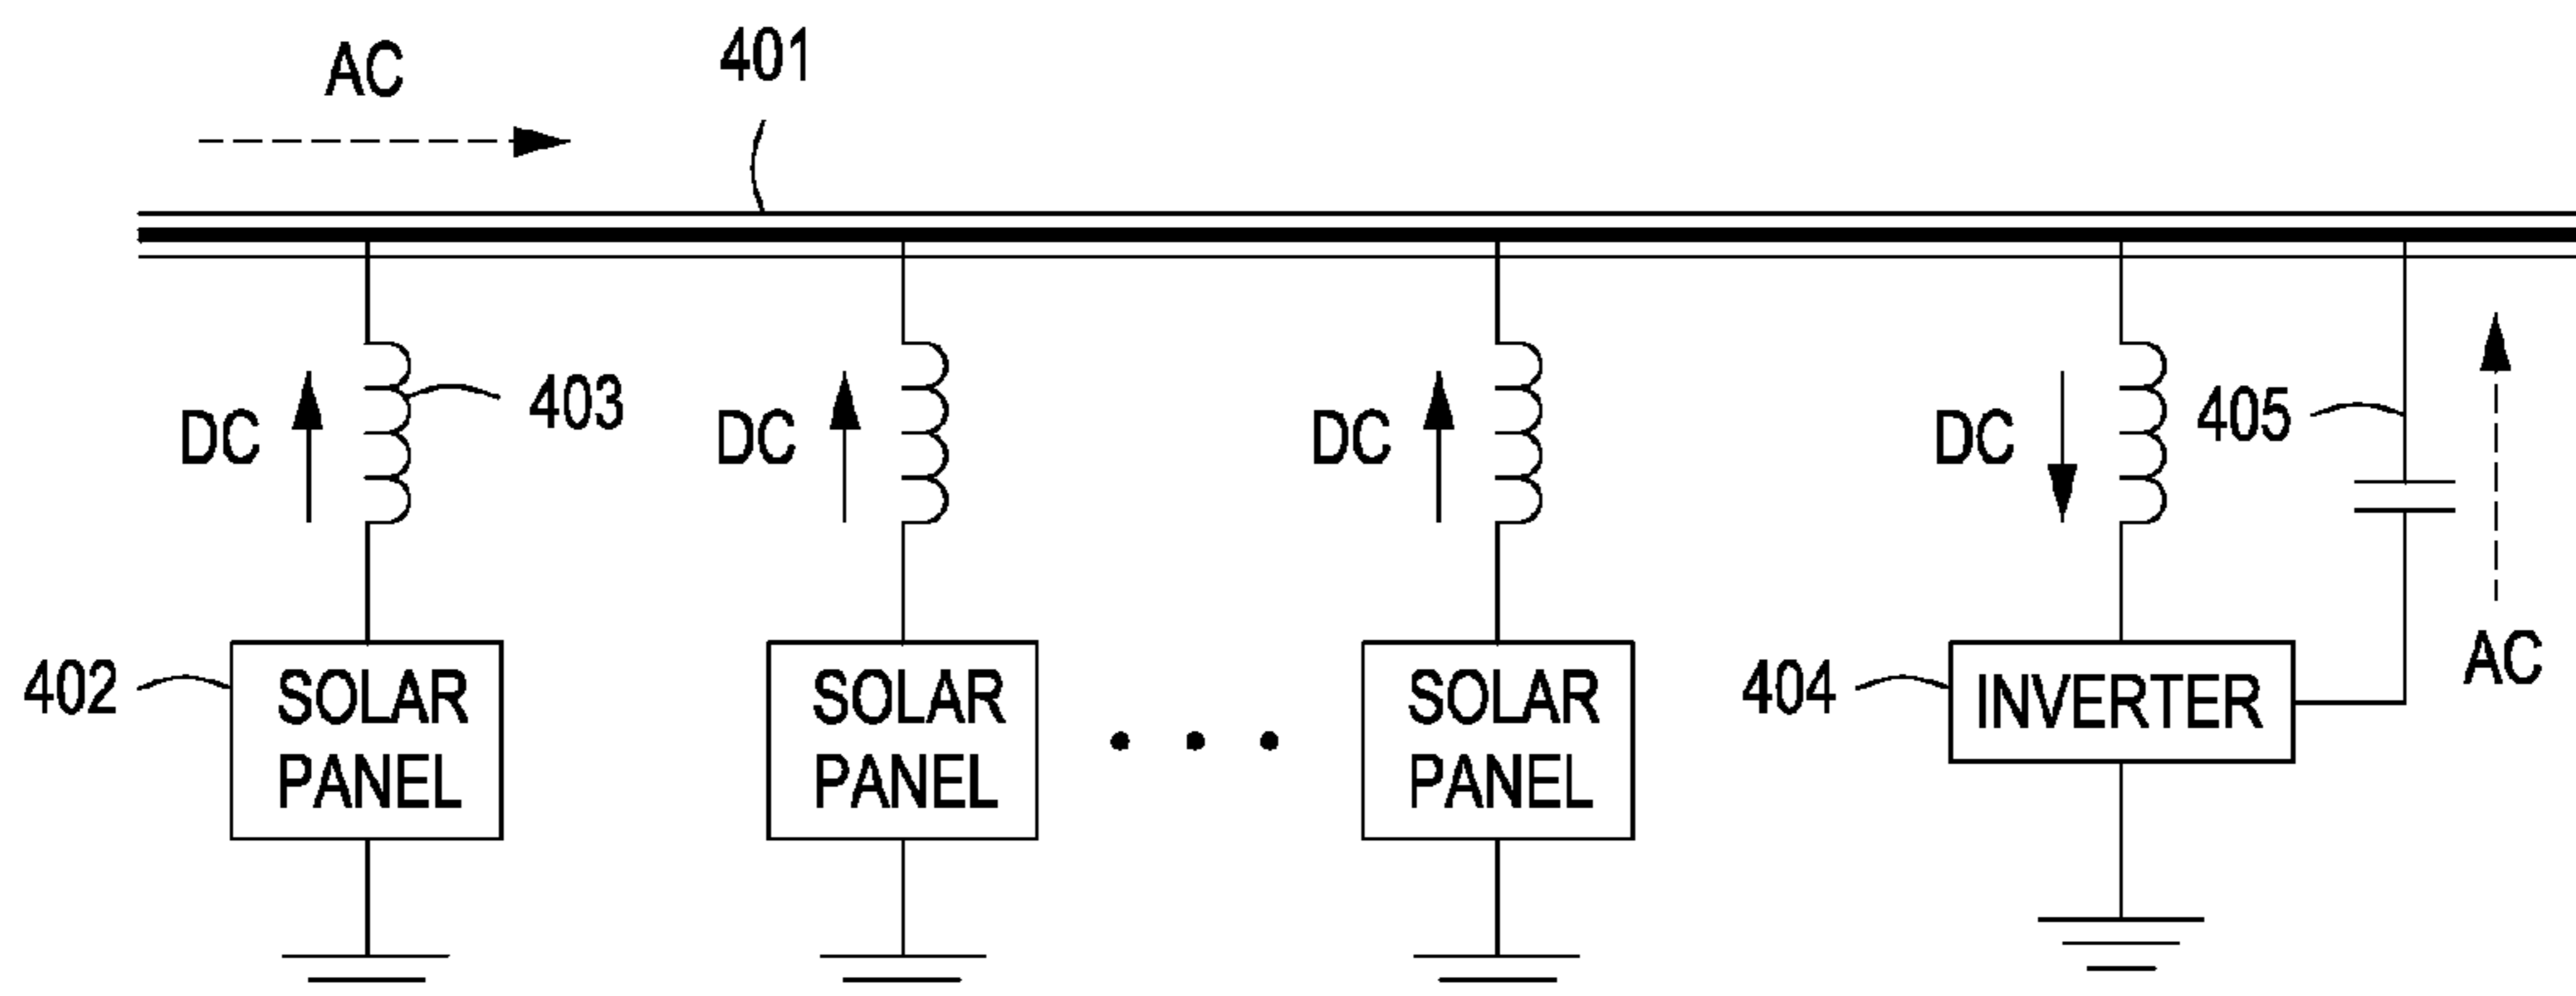 AC
401
DC
403
DC
DC
DC
405
402
SOLAR
PANEL
SOLAR
PANEL
SOLAR
PANEL
404
INVERTER
AC